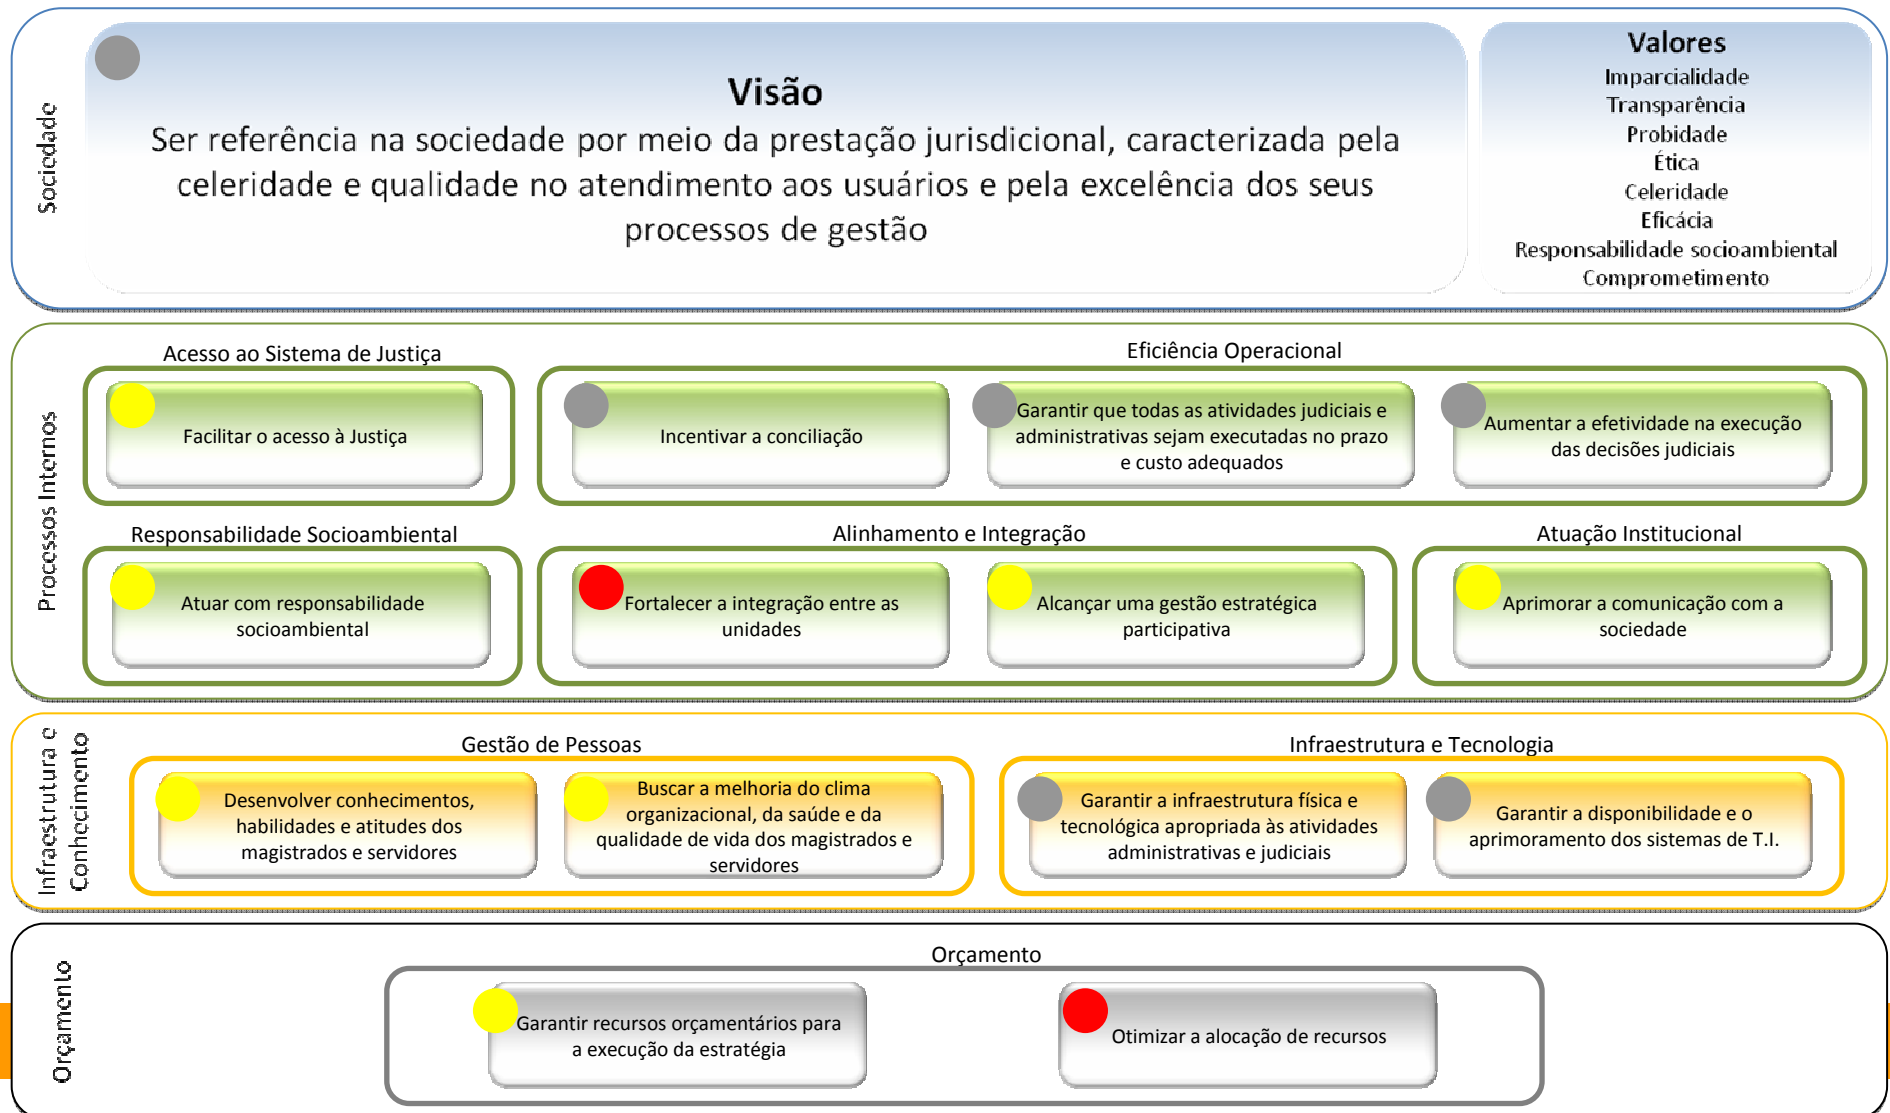 Sociedade
Visão
Ser referência na sociedade por meio da prestação jurisdicional, caracterizada pela
celeridade e qualidade no atendimento aos usuários e pela excelência dos seus
processos de gestão
Valores
Imparcialidade
Transparência
Probidade
Ética
Celeridade
Eficácia
Responsabilidade socioambiental
Comprometimento
Processos Internos
Acesso ao Sistema de Justiça
Facilitar o acesso à Justiça
Eficiência Operacional
Incentivar a conciliação
Garantir que todas as atividades judiciais e
administrativas sejam executadas no prazo
e custo adequados
Aumentar a efetividade na execução
das decisões judiciais
Responsabilidade Socioambiental
Atuar com responsabilidade
socioambiental
Alinhamento e Integração
Fortalecer a integração entre as
unidades
Alcançar uma gestão estratégica
participativa
Atuação Institucional
Aprimorar a comunicação com a
sociedade
Infraestrutura e
Conhecimento
Gestão de Pessoas
Desenvolver conhecimentos,
habilidades e atitudes dos
magistrados e servidores
Buscar a melhoria do clima
organizacional, da saúde e da
qualidade de vida dos magistrados e
servidores
Infraestrutura e Tecnologia
Garantir a infraestrutura física e
tecnológica apropriada às atividades
administrativas e judiciais
Garantir a disponibilidade e o
aprimoramento dos sistemas de T.I.
Orçamento
Orçamento
Garantir recursos orçamentários para
a execução da estratégia
Otimizar a alocação de recursos